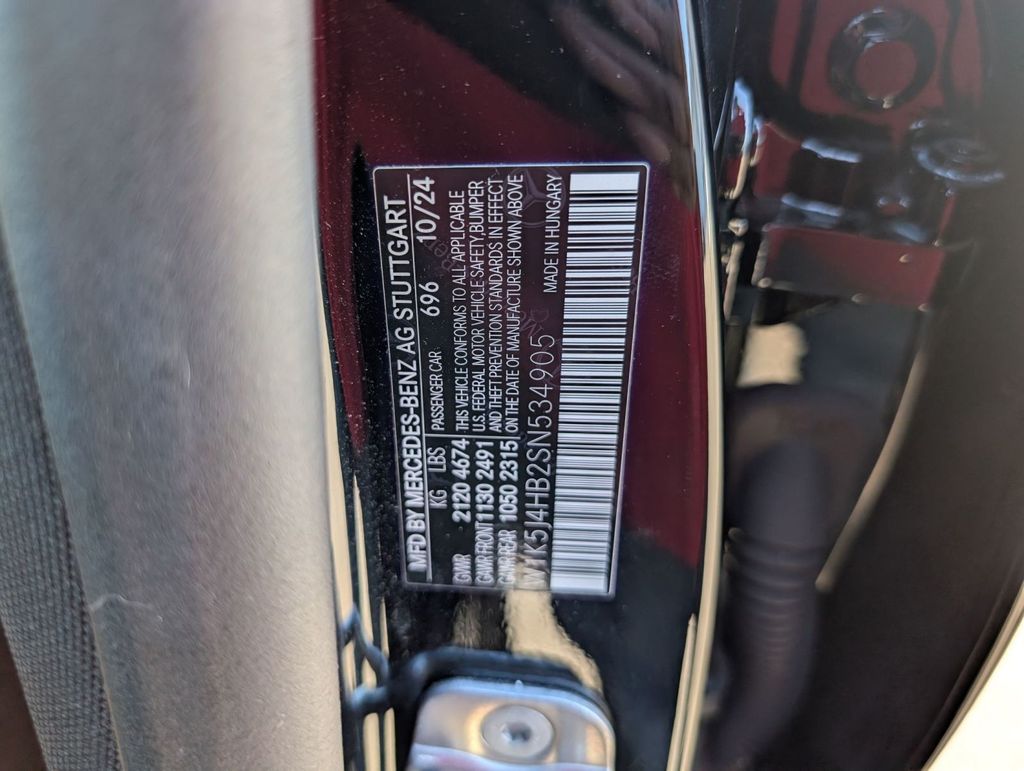 MFD BY MERCEDES-BENZ AG STUTTGART
KG / LBS PASSENGER CAR 696 10/24
GVWR 2120 4674 THIS VEHICLE CONFORMS TO ALL APPLICABLE
GAWR FRONT 1130 2491 U.S. FEDERAL MOTOR VEHICLE SAFETY,BUMPER
GAWR REAR 1050 2315 AND THEFT PREVENTION STANDARDS IN EFFECT
ON THE DATE OF MANUFACTURE SHOWN ABOVE
W1K5J4HB2SN534905 MADE IN HUNGARY